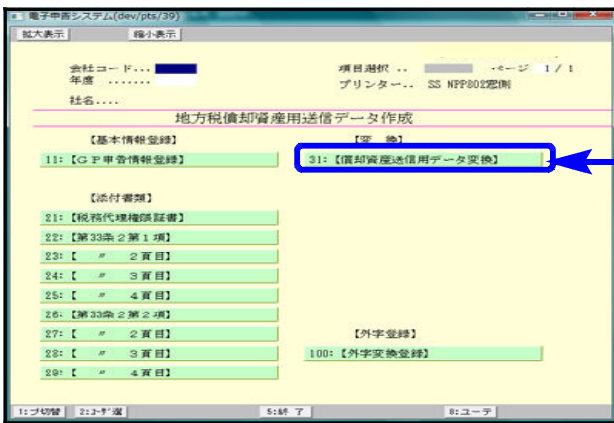 電子申告システム(dev/pts/39)
拡大表示 縮小表示
会社コード... 項目選択 .. ページ 1 / 1
年度 ....... プリンター.. SS NPP802窓側
社名....
地方税償却資産用送信データ作成
【基本情報登録】 【変 換】
11:【ＧＰ申告情報登録】 31:【償却資産送信用データ変換】
【添付書類】
21:【税務代理権限証書】
22:【第33条２第１項】
23:【 〃 ２頁目】
24:【 〃 ３頁目】
25:【 〃 ４頁目】
26:【第33条２第２項】
27:【 〃 ２頁目】 【外字登録】
28:【 〃 ３頁目】 100:【外字変換登録】
29:【 〃 ４頁目】
5:終 了 8:ユーテ